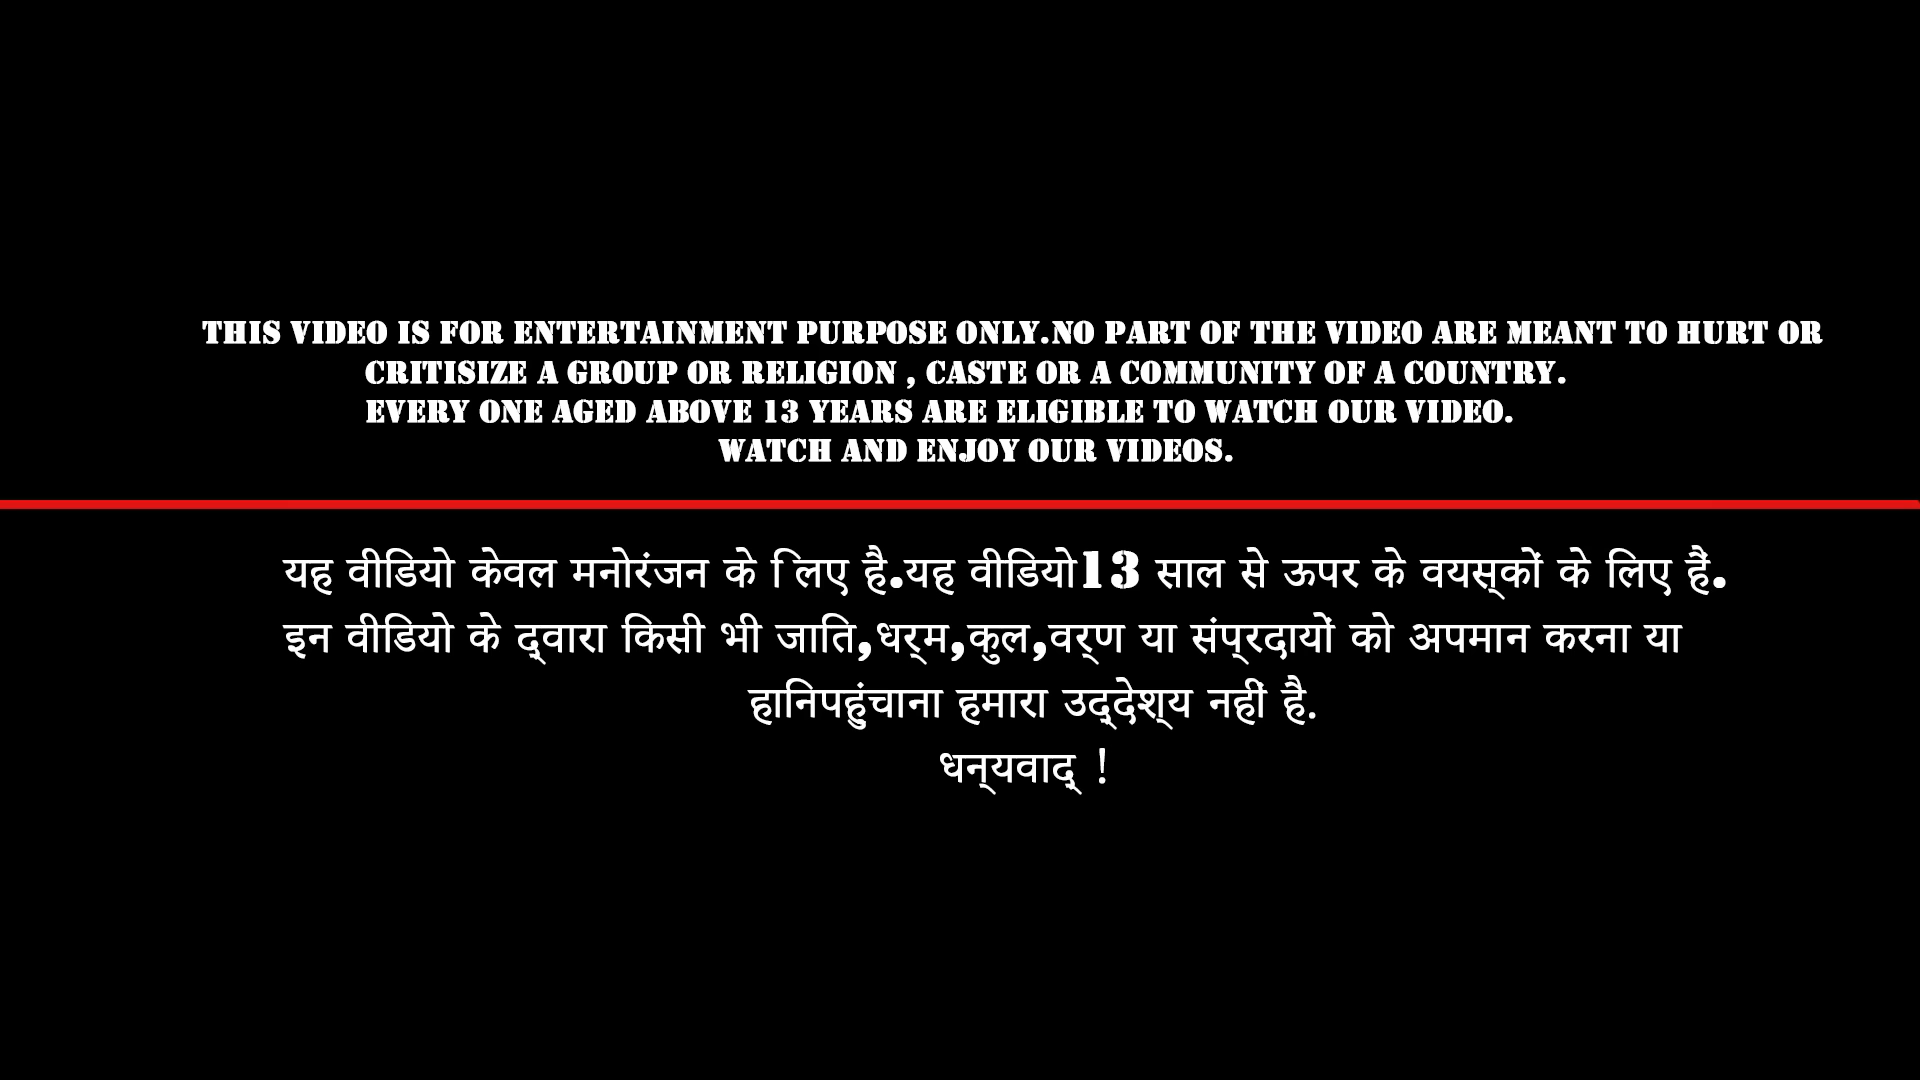 THIS VIDEO IS FOR ENTERTAINMENT PURPOSE ONLY.NO PART OF THE VIDEO ARE MEANT TO HURT OR
CRITISIZE A GROUP OR RELIGION , CASTE OR A COMMUNITY OF A COUNTRY.
EVERY ONE AGED ABOVE 13 YEARS ARE ELIGIBLE TO WATCH OUR VIDEO.
WATCH AND ENJOY OUR VIDEOS.
यह वीडियो केवल मनोरंजन के लिए है.यह वीडियो13 साल से ऊपर के वयस्कों के लिए हैं.
इन वीडियो के द्वारा किसी भी जाति,धर्म,कुल,वर्ण या संप्रदायों को अपमान करना या
हानिपहुंचाना हमारा उद्देश्य नहीं है.
धन्यवाद् !